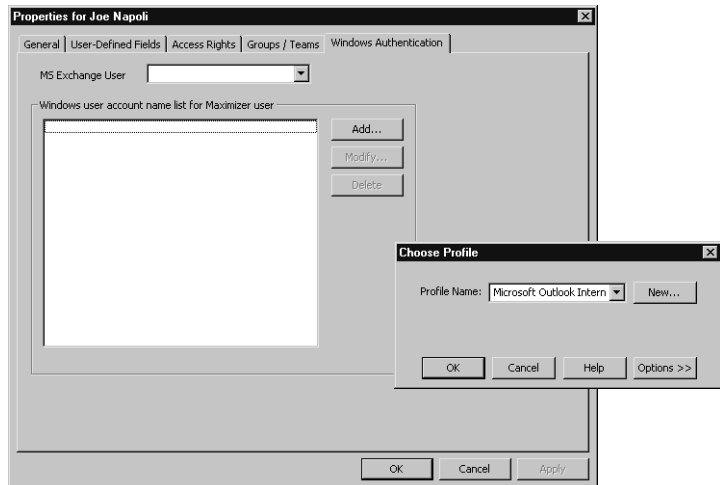 Properties for Joe Napoli
General
User-Defined Fields
Access Rights
Groups / Teams
Windows Authentication
MS Exchange User
Windows user account name list for Maximizer user
Add...
Modify...
Delete
Choose Profile
Profile Name: Microsoft Outlook Intern New...
OK Cancel Help Options >>
OK Cancel Apply